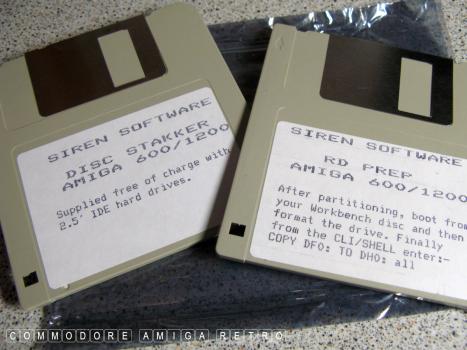 SIREN SOFTWARE
DISC STAKKER
AMIGA 600/1200
Supplied free of charge with
2.5' IDE hard drives.
SIREN SOFTWARE
RD PREP
AMIGA 600/1200
After partitioning, boot from
your Workbench disc and then
format the drive. Finally
from the CLI/SHELL enter:-
COPY DF0: TO DH0: all
COMMODORE AMIGA RETRO